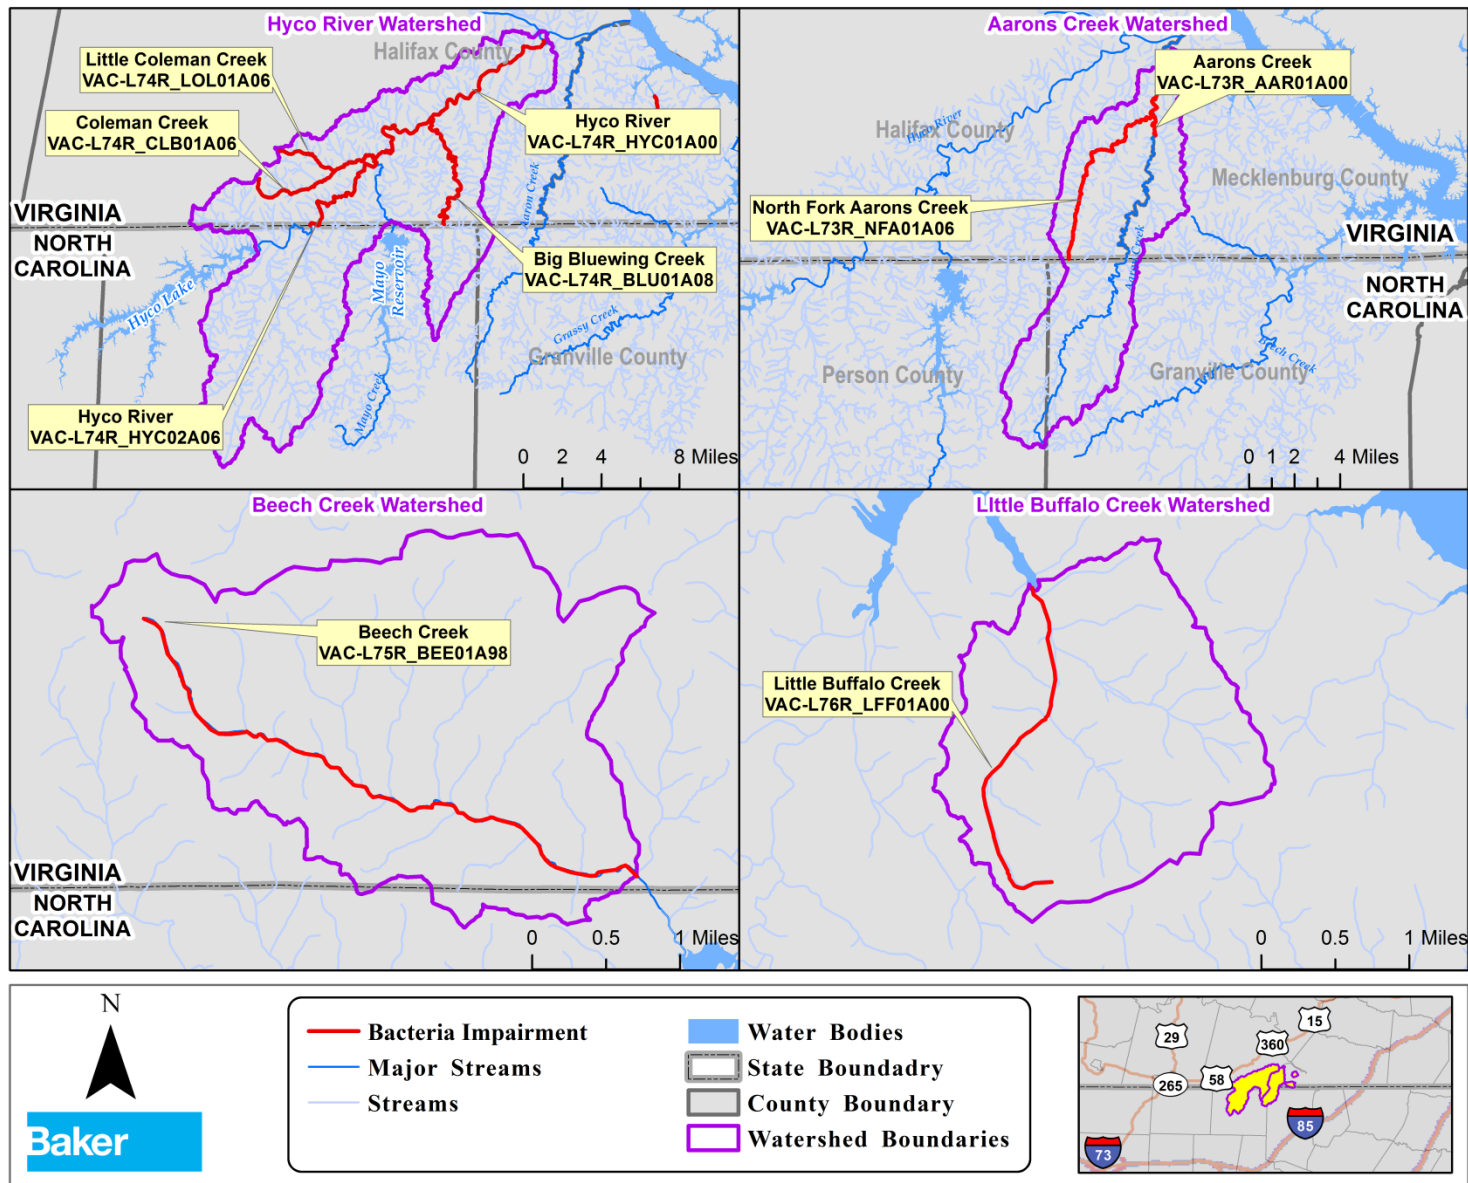 Hyco River Watershed
Halifax County
Little Coleman Creek
VAC-L74R_LOL01A06
Coleman Creek
VAC-L74R_CLB01A06
Hyco River
VAC-L74R_HYC01A00
Aaron Creek
VIRGINIA
NORTH
CAROLINA
Big Bluewing Creek
VAC-L74R_BLU01A08
Hyco Lake
Mayo
Reservoir
Grassy Creek
Granville County
Mayo Creek
Hyco River
VAC-L74R_HYC02A06
0 2 4 8 Miles
Aarons Creek Watershed
Aarons Creek
VAC-L73R_AAR01A00
Hyco River
Halifax County
Mecklenburg County
North Fork Aarons Creek
VAC-L73R_NFA01A06
VIRGINIA
NORTH
CAROLINA
Aarons Creek
Person County
Granville County
Beech Creek
0 1 2 4 Miles
Beech Creek Watershed
Beech Creek
VAC-L75R_BEE01A98
VIRGINIA
NORTH
CAROLINA
0 0.5 1 Miles
LIttle Buffalo Creek Watershed
Little Buffalo Creek
VAC-L76R_LFF01A00
0 0.5 1 Miles
N
Baker
Bacteria Impairment
Major Streams
Streams
Water Bodies
State Boundadry
County Boundary
Watershed Boundaries
15
29
360
58
265
85
73